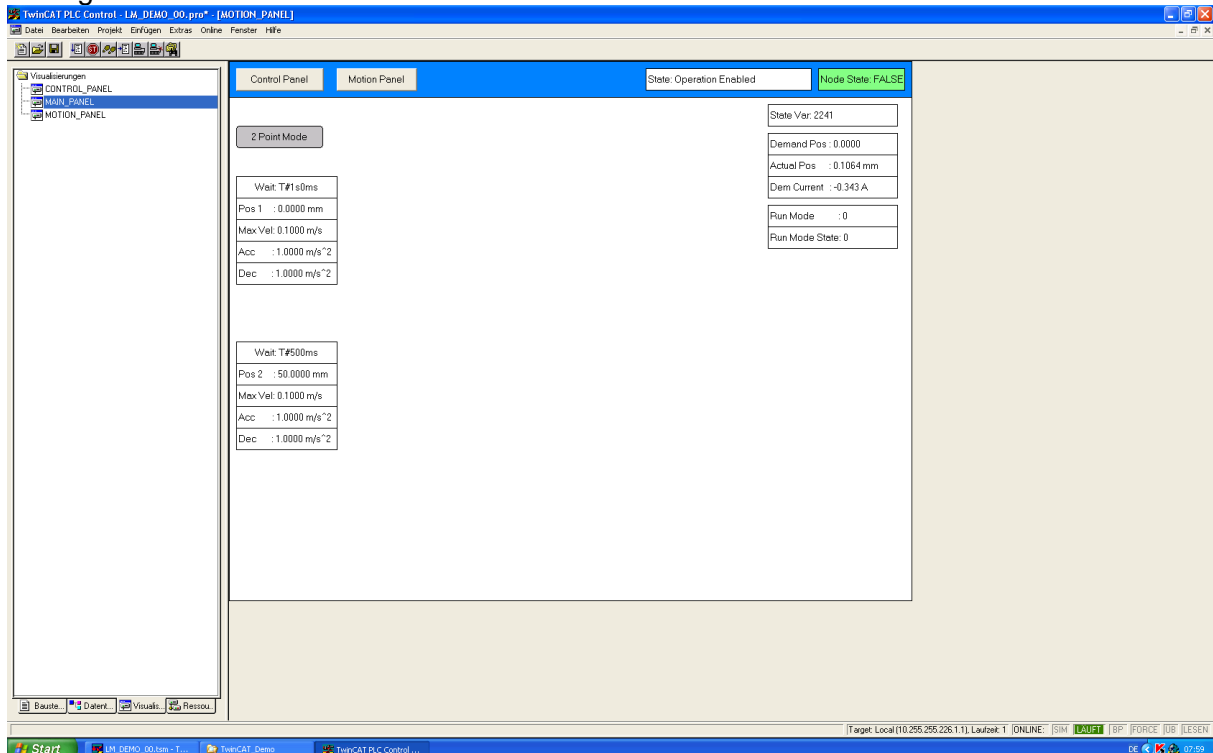 TwinCAT PLC Control - LM_DEMO_00.pro* - [MOTION_PANEL]
Datei Bearbeiten Projekt Einfügen Extras Online Fenster Hilfe
Visualisierungen
CONTROL_PANEL
MAIN_PANEL
MOTION_PANEL
Control Panel Motion Panel State: Operation Enabled Node State: FALSE
State Var: 2241
2 Point Mode
Demand Pos : 0.0000
Actual Pos : 0.1064 mm
Dem Current : -0.343 A
Run Mode : 0
Run Mode State: 0
Wait: T#1s0ms
Pos 1 : 0.0000 mm
Max Vel: 0.1000 m/s
Acc : 1.0000 m/s^2
Dec : 1.0000 m/s^2
Wait: T#500ms
Pos 2 : 50.0000 mm
Max Vel: 0.1000 m/s
Acc : 1.0000 m/s^2
Dec : 1.0000 m/s^2
Bauste... Datent... Visualis... Ressou...
Target: Local (10.255.255.226.1.1), Laufzeit: 1 ONLINE: SIM LÄUFT BP FORCE ÜB LESEN
Start LM_DEMO_00.tsm - T... TwinCAT_Demo TwinCAT PLC Control ... DE 07:59